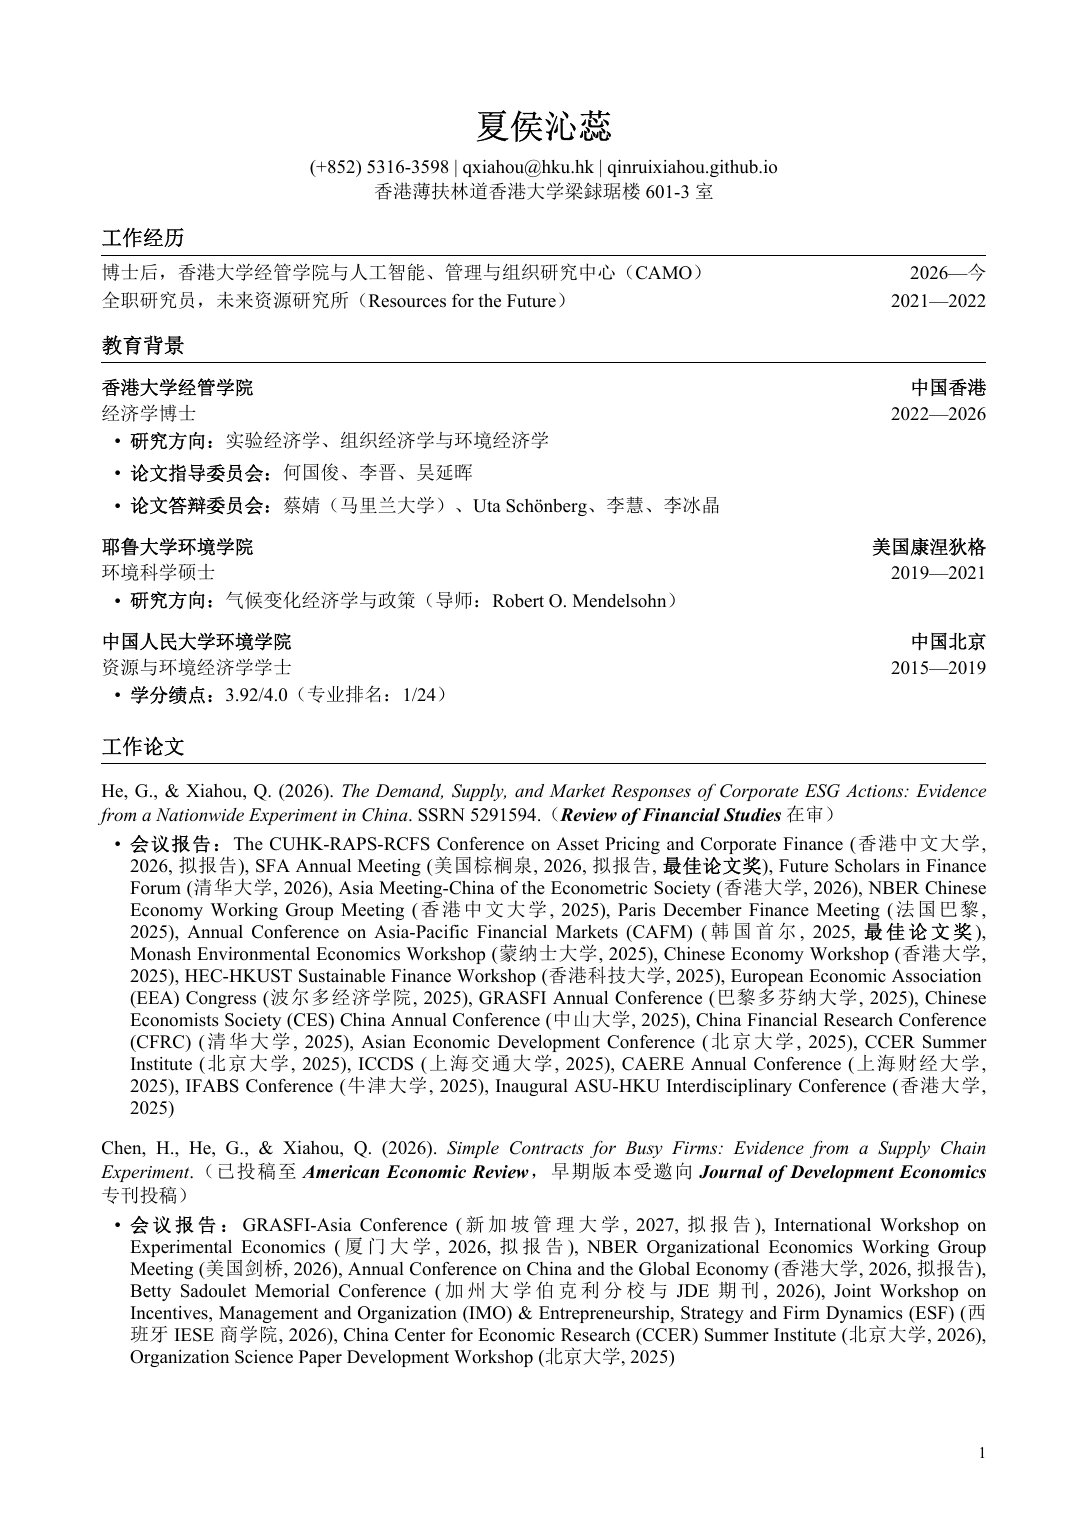 夏侯沁蕊
(+852) 5316-3598 | qxiahou@hku.hk | qinruixiahou.github.io
香港薄扶林道香港大学梁銶琚楼 601-3 室
工作经历
博士后，香港大学经管学院与人工智能、管理与组织研究中心（CAMO） 2026—今
全职研究员，未来资源研究所（Resources for the Future） 2021—2022
教育背景
香港大学经管学院 中国香港
经济学博士 2022—2026
• 研究方向：实验经济学、组织经济学与环境经济学
• 论文指导委员会：何国俊、李晋、吴延晖
• 论文答辩委员会：蔡婧（马里兰大学）、Uta Schönberg、李慧、李冰晶
耶鲁大学环境学院 美国康涅狄格
环境科学硕士 2019—2021
• 研究方向：气候变化经济学与政策（导师：Robert O. Mendelsohn）
中国人民大学环境学院 中国北京
资源与环境经济学学士 2015—2019
• 学分绩点：3.92/4.0（专业排名：1/24）
工作论文
He, G., & Xiahou, Q. (2026). The Demand, Supply, and Market Responses of Corporate ESG Actions: Evidence
from a Nationwide Experiment in China. SSRN 5291594.（Review of Financial Studies 在审）
• 会议报告：The CUHK-RAPS-RCFS Conference on Asset Pricing and Corporate Finance (香港中文大学,
2026, 拟报告), SFA Annual Meeting (美国棕榈泉, 2026, 拟报告, 最佳论文奖), Future Scholars in Finance
Forum (清华大学, 2026), Asia Meeting-China of the Econometric Society (香港大学, 2026), NBER Chinese
Economy Working Group Meeting (香港中文大学, 2025), Paris December Finance Meeting (法国巴黎,
2025), Annual Conference on Asia-Pacific Financial Markets (CAFM) (韩国首尔, 2025, 最佳论文奖),
Monash Environmental Economics Workshop (蒙纳士大学, 2025), Chinese Economy Workshop (香港大学,
2025), HEC-HKUST Sustainable Finance Workshop (香港科技大学, 2025), European Economic Association
(EEA) Congress (波尔多经济学院, 2025), GRASFI Annual Conference (巴黎多芬纳大学, 2025), Chinese
Economists Society (CES) China Annual Conference (中山大学, 2025), China Financial Research Conference
(CFRC) (清华大学, 2025), Asian Economic Development Conference (北京大学, 2025), CCER Summer
Institute (北京大学, 2025), ICCDS (上海交通大学, 2025), CAERE Annual Conference (上海财经大学,
2025), IFABS Conference (牛津大学, 2025), Inaugural ASU-HKU Interdisciplinary Conference (香港大学,
2025)
Chen, H., He, G., & Xiahou, Q. (2026). Simple Contracts for Busy Firms: Evidence from a Supply Chain
Experiment.（已投稿至 American Economic Review，早期版本受邀向 Journal of Development Economics
专刊投稿）
• 会议报告：GRASFI-Asia Conference (新加坡管理大学, 2027, 拟报告), International Workshop on
Experimental Economics (厦门大学, 2026, 拟报告), NBER Organizational Economics Working Group
Meeting (美国剑桥, 2026), Annual Conference on China and the Global Economy (香港大学, 2026, 拟报告),
Betty Sadoulet Memorial Conference (加州大学伯克利分校与 JDE 期刊, 2026), Joint Workshop on
Incentives, Management and Organization (IMO) & Entrepreneurship, Strategy and Firm Dynamics (ESF) (西
班牙 IESE 商学院, 2026), China Center for Economic Research (CCER) Summer Institute (北京大学, 2026),
Organization Science Paper Development Workshop (北京大学, 2025)
1